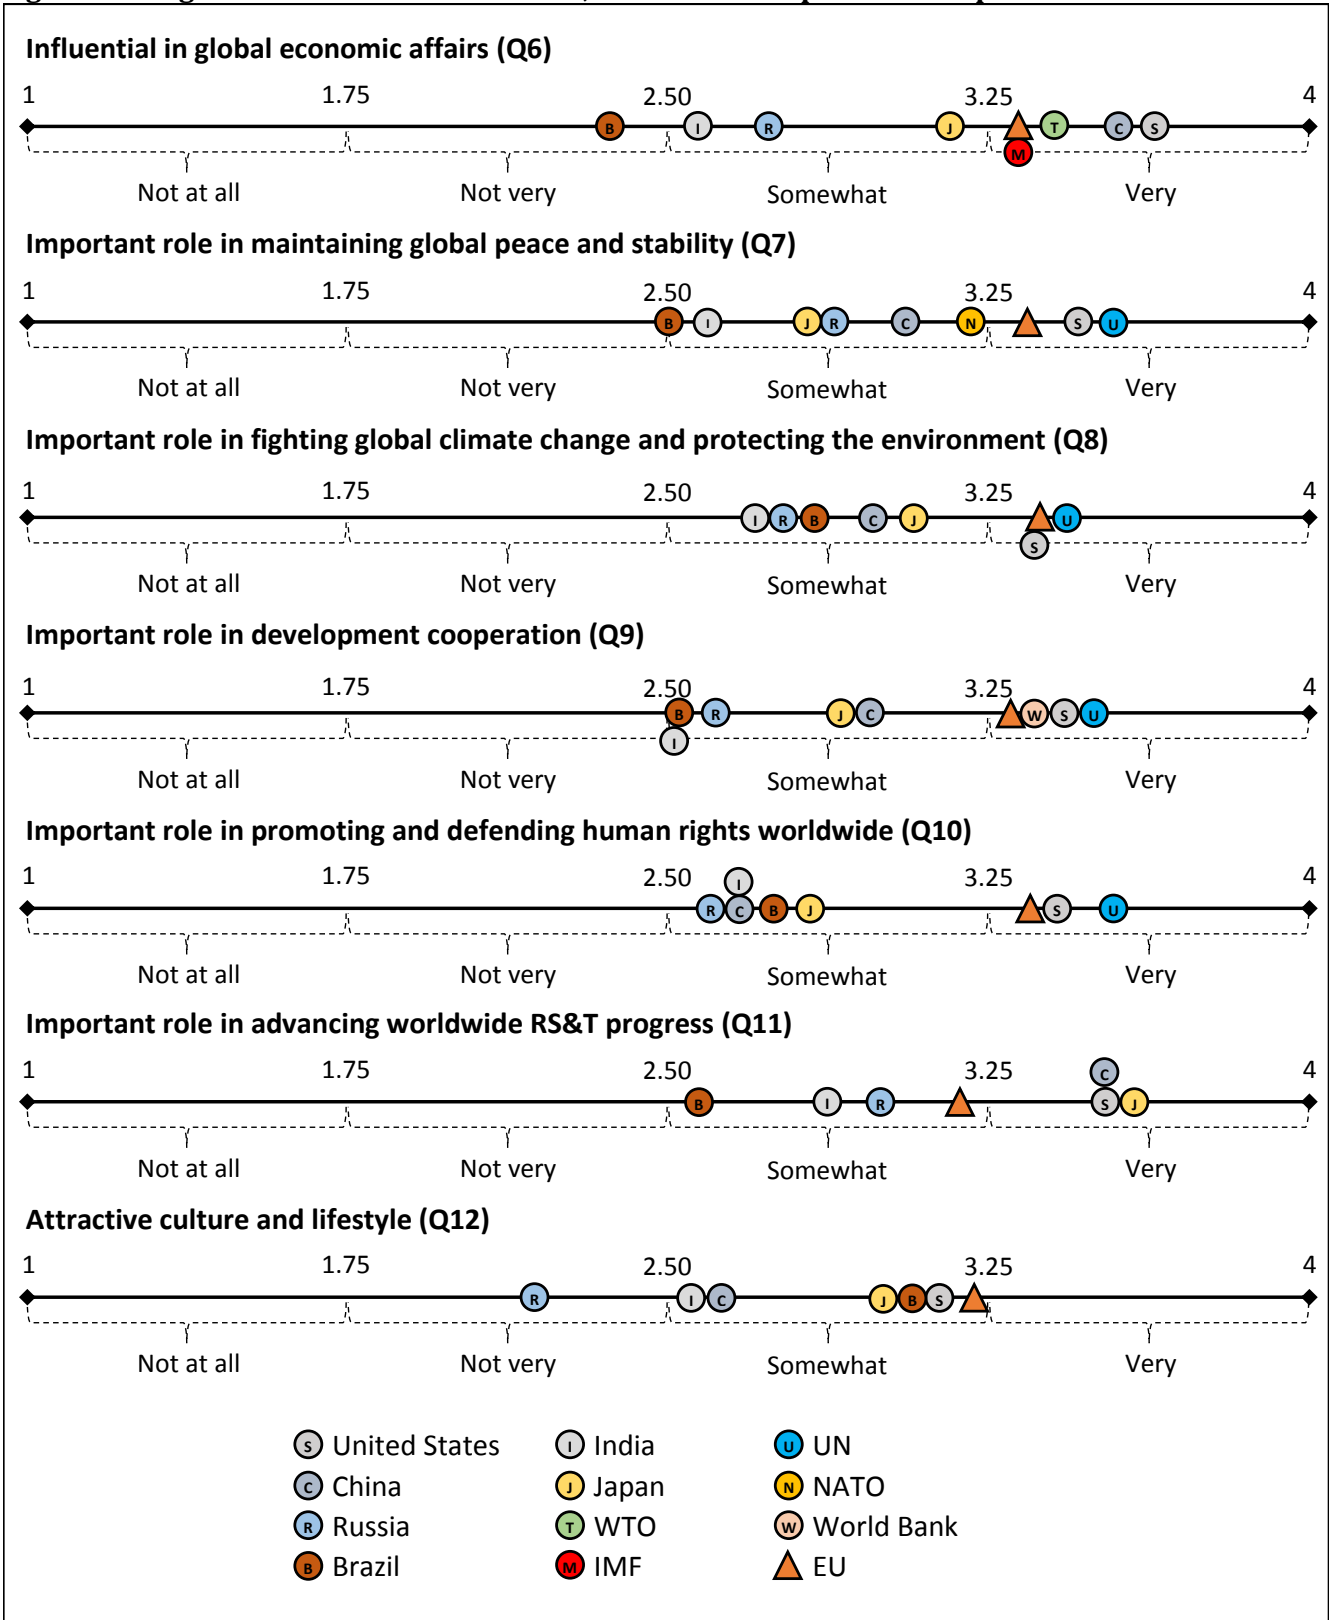 Influential in global economic affairs (Q6)
1 1.75 2.50 3.25 4
B I R J T C S
M
Not at all Not very Somewhat Very
Important role in maintaining global peace and stability (Q7)
1 1.75 2.50 3.25 4
B I J R C N S U
Not at all Not very Somewhat Very
Important role in fighting global climate change and protecting the environment (Q8)
1 1.75 2.50 3.25 4
I R B C J U
S
Not at all Not very Somewhat Very
Important role in development cooperation (Q9)
1 1.75 2.50 3.25 4
B R J C W S U
I
Not at all Not very Somewhat Very
Important role in promoting and defending human rights worldwide (Q10)
1 1.75 2.50 3.25 4
I
R C B J S U
Not at all Not very Somewhat Very
Important role in advancing worldwide RS&T progress (Q11)
1 1.75 2.50 3.25 4
C
B I R S J
Not at all Not very Somewhat Very
Attractive culture and lifestyle (Q12)
1 1.75 2.50 3.25 4
R I C J B S
Not at all Not very Somewhat Very
S United States I India U UN
C China J Japan N NATO
R Russia T WTO W World Bank
B Brazil M IMF EU